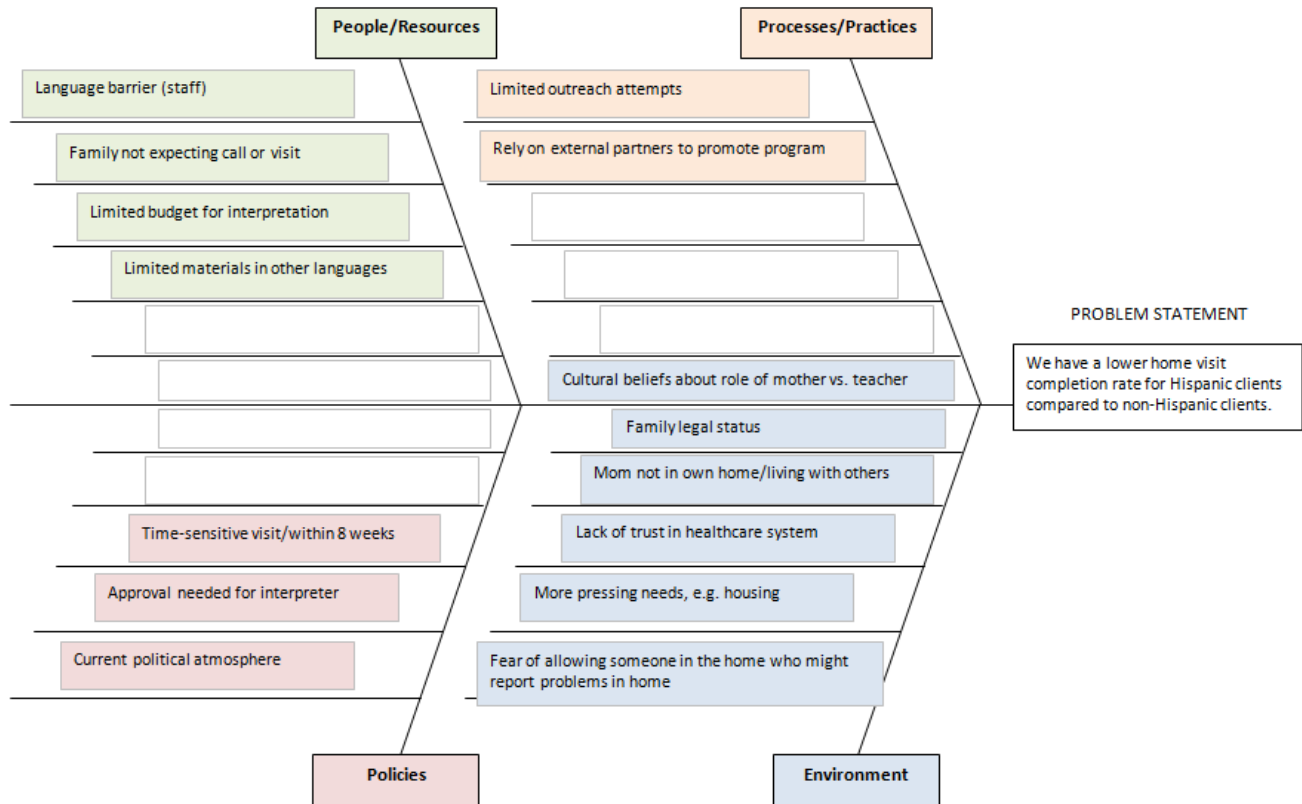 People/Resources
Processes/Practices
Language barrier (staff)
Limited outreach attempts
Family not expecting call or visit
Rely on external partners to promote program
Limited budget for interpretation
Limited materials in other languages
PROBLEM STATEMENT
We have a lower home visit
completion rate for Hispanic clients
compared to non-Hispanic clients.
Cultural beliefs about role of mother vs. teacher
Family legal status
Mom not in own home/living with others
Time-sensitive visit/within 8 weeks
Lack of trust in healthcare system
Approval needed for interpreter
More pressing needs, e.g. housing
Current political atmosphere
Fear of allowing someone in the home who might
report problems in home
Policies
Environment